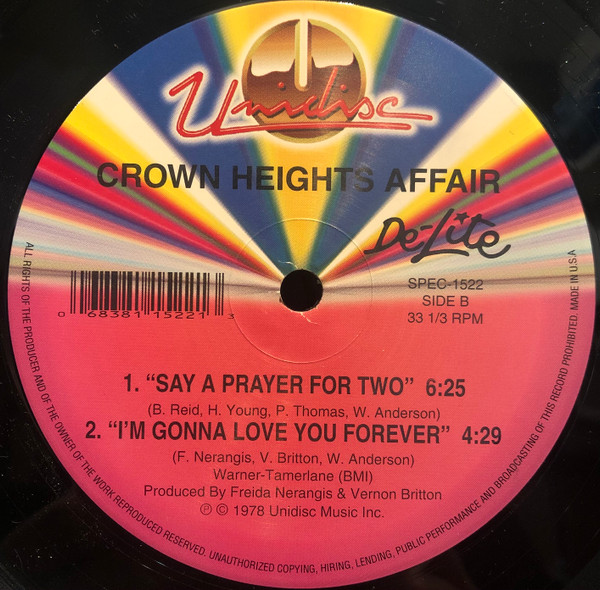 Unidisc
CROWN HEIGHTS AFFAIR
De-Lite
SPEC-1522
SIDE B
33 1/3 RPM
0 68381 15221 3
1. “SAY A PRAYER FOR TWO” 6:25
(B. Reid, H. Young, P. Thomas, W. Anderson)
2. “I'M GONNA LOVE YOU FOREVER” 4:29
(F. Nerangis, V. Britton, W. Anderson)
Warner-Tamerlane (BMI)
Produced By Freida Nerangis & Vernon Britton
℗ © 1978 Unidisc Music Inc.
ALL RIGHTS OF THE PRODUCER AND OF THE OWNER OF THE WORK REPRODUCED RESERVED. UNAUTHORIZED COPYING, HIRING, LENDING, PUBLIC PERFORMANCE AND BROADCASTING OF THIS RECORD PROHIBITED. MADE IN U.S.A